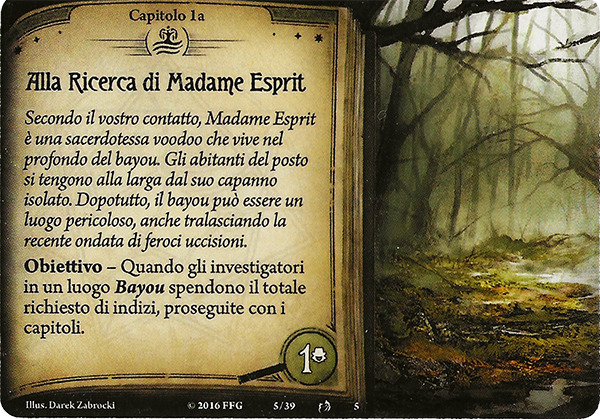 Capitolo 1a
Alla Ricerca di Madame Esprit
Secondo il vostro contatto, Madame Esprit
è una sacerdotessa voodoo che vive nel
profondo del bayou. Gli abitanti del posto
si tengono alla larga dal suo capanno
isolato. Dopotutto, il bayou può essere un
luogo pericoloso, anche tralasciando la
recente ondata di feroci uccisioni.
Obiettivo – Quando gli investigatori
in un luogo Bayou spendono il totale
richiesto di indizi, proseguite con i
capitoli.
1
Illus. Darek Zabrocki © 2016 FFG 5/39 5